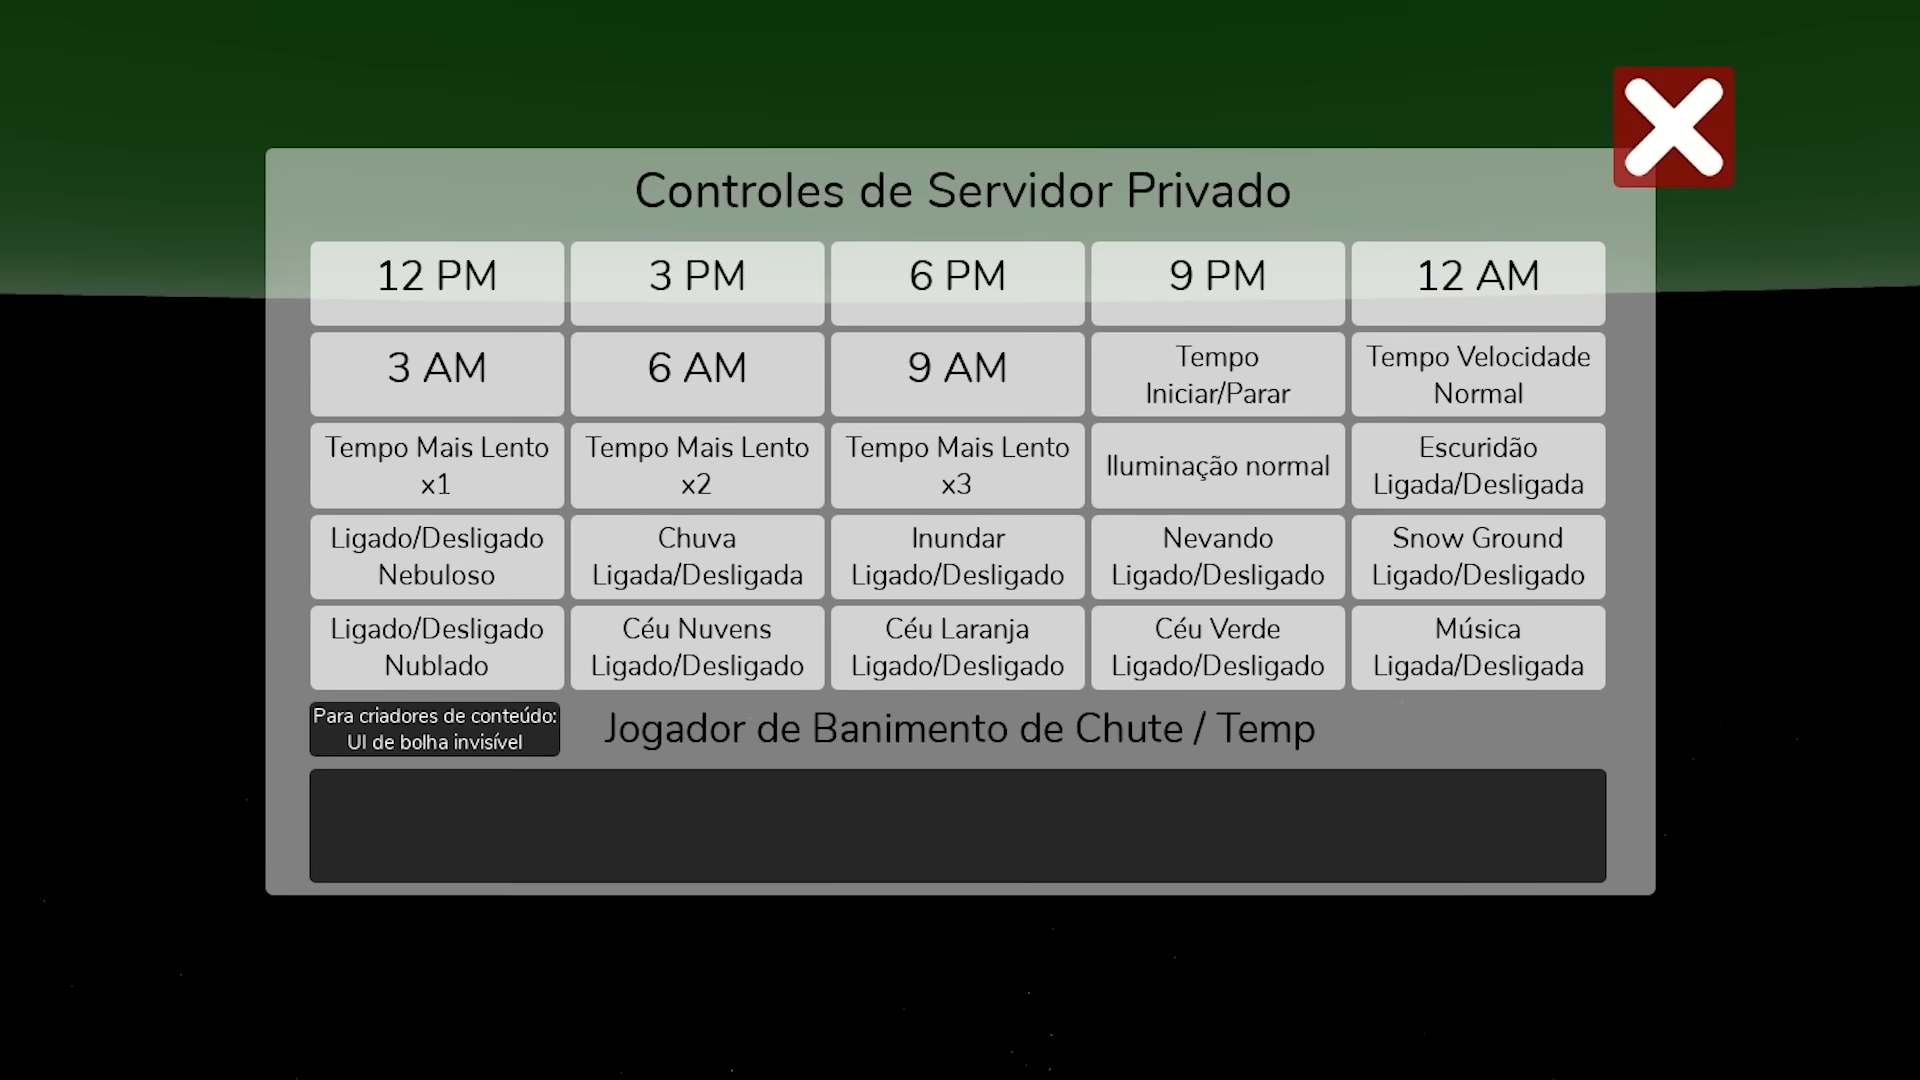 Controles de Servidor Privado
12 PM
3 PM
6 PM
9 PM
12 AM
3 AM
6 AM
9 AM
Tempo
Iniciar/Parar
Tempo Velocidade
Normal
Tempo Mais Lento
x1
Tempo Mais Lento
x2
Tempo Mais Lento
x3
Iluminação normal
Escuridão
Ligada/Desligada
Ligado/Desligado
Nebuloso
Chuva
Ligada/Desligada
Inundar
Ligado/Desligado
Nevando
Ligado/Desligado
Snow Ground
Ligado/Desligado
Ligado/Desligado
Nublado
Céu Nuvens
Ligado/Desligado
Céu Laranja
Ligado/Desligado
Céu Verde
Ligado/Desligado
Música
Ligada/Desligada
Para criadores de conteúdo:
UI de bolha invisível
Jogador de Banimento de Chute / Temp